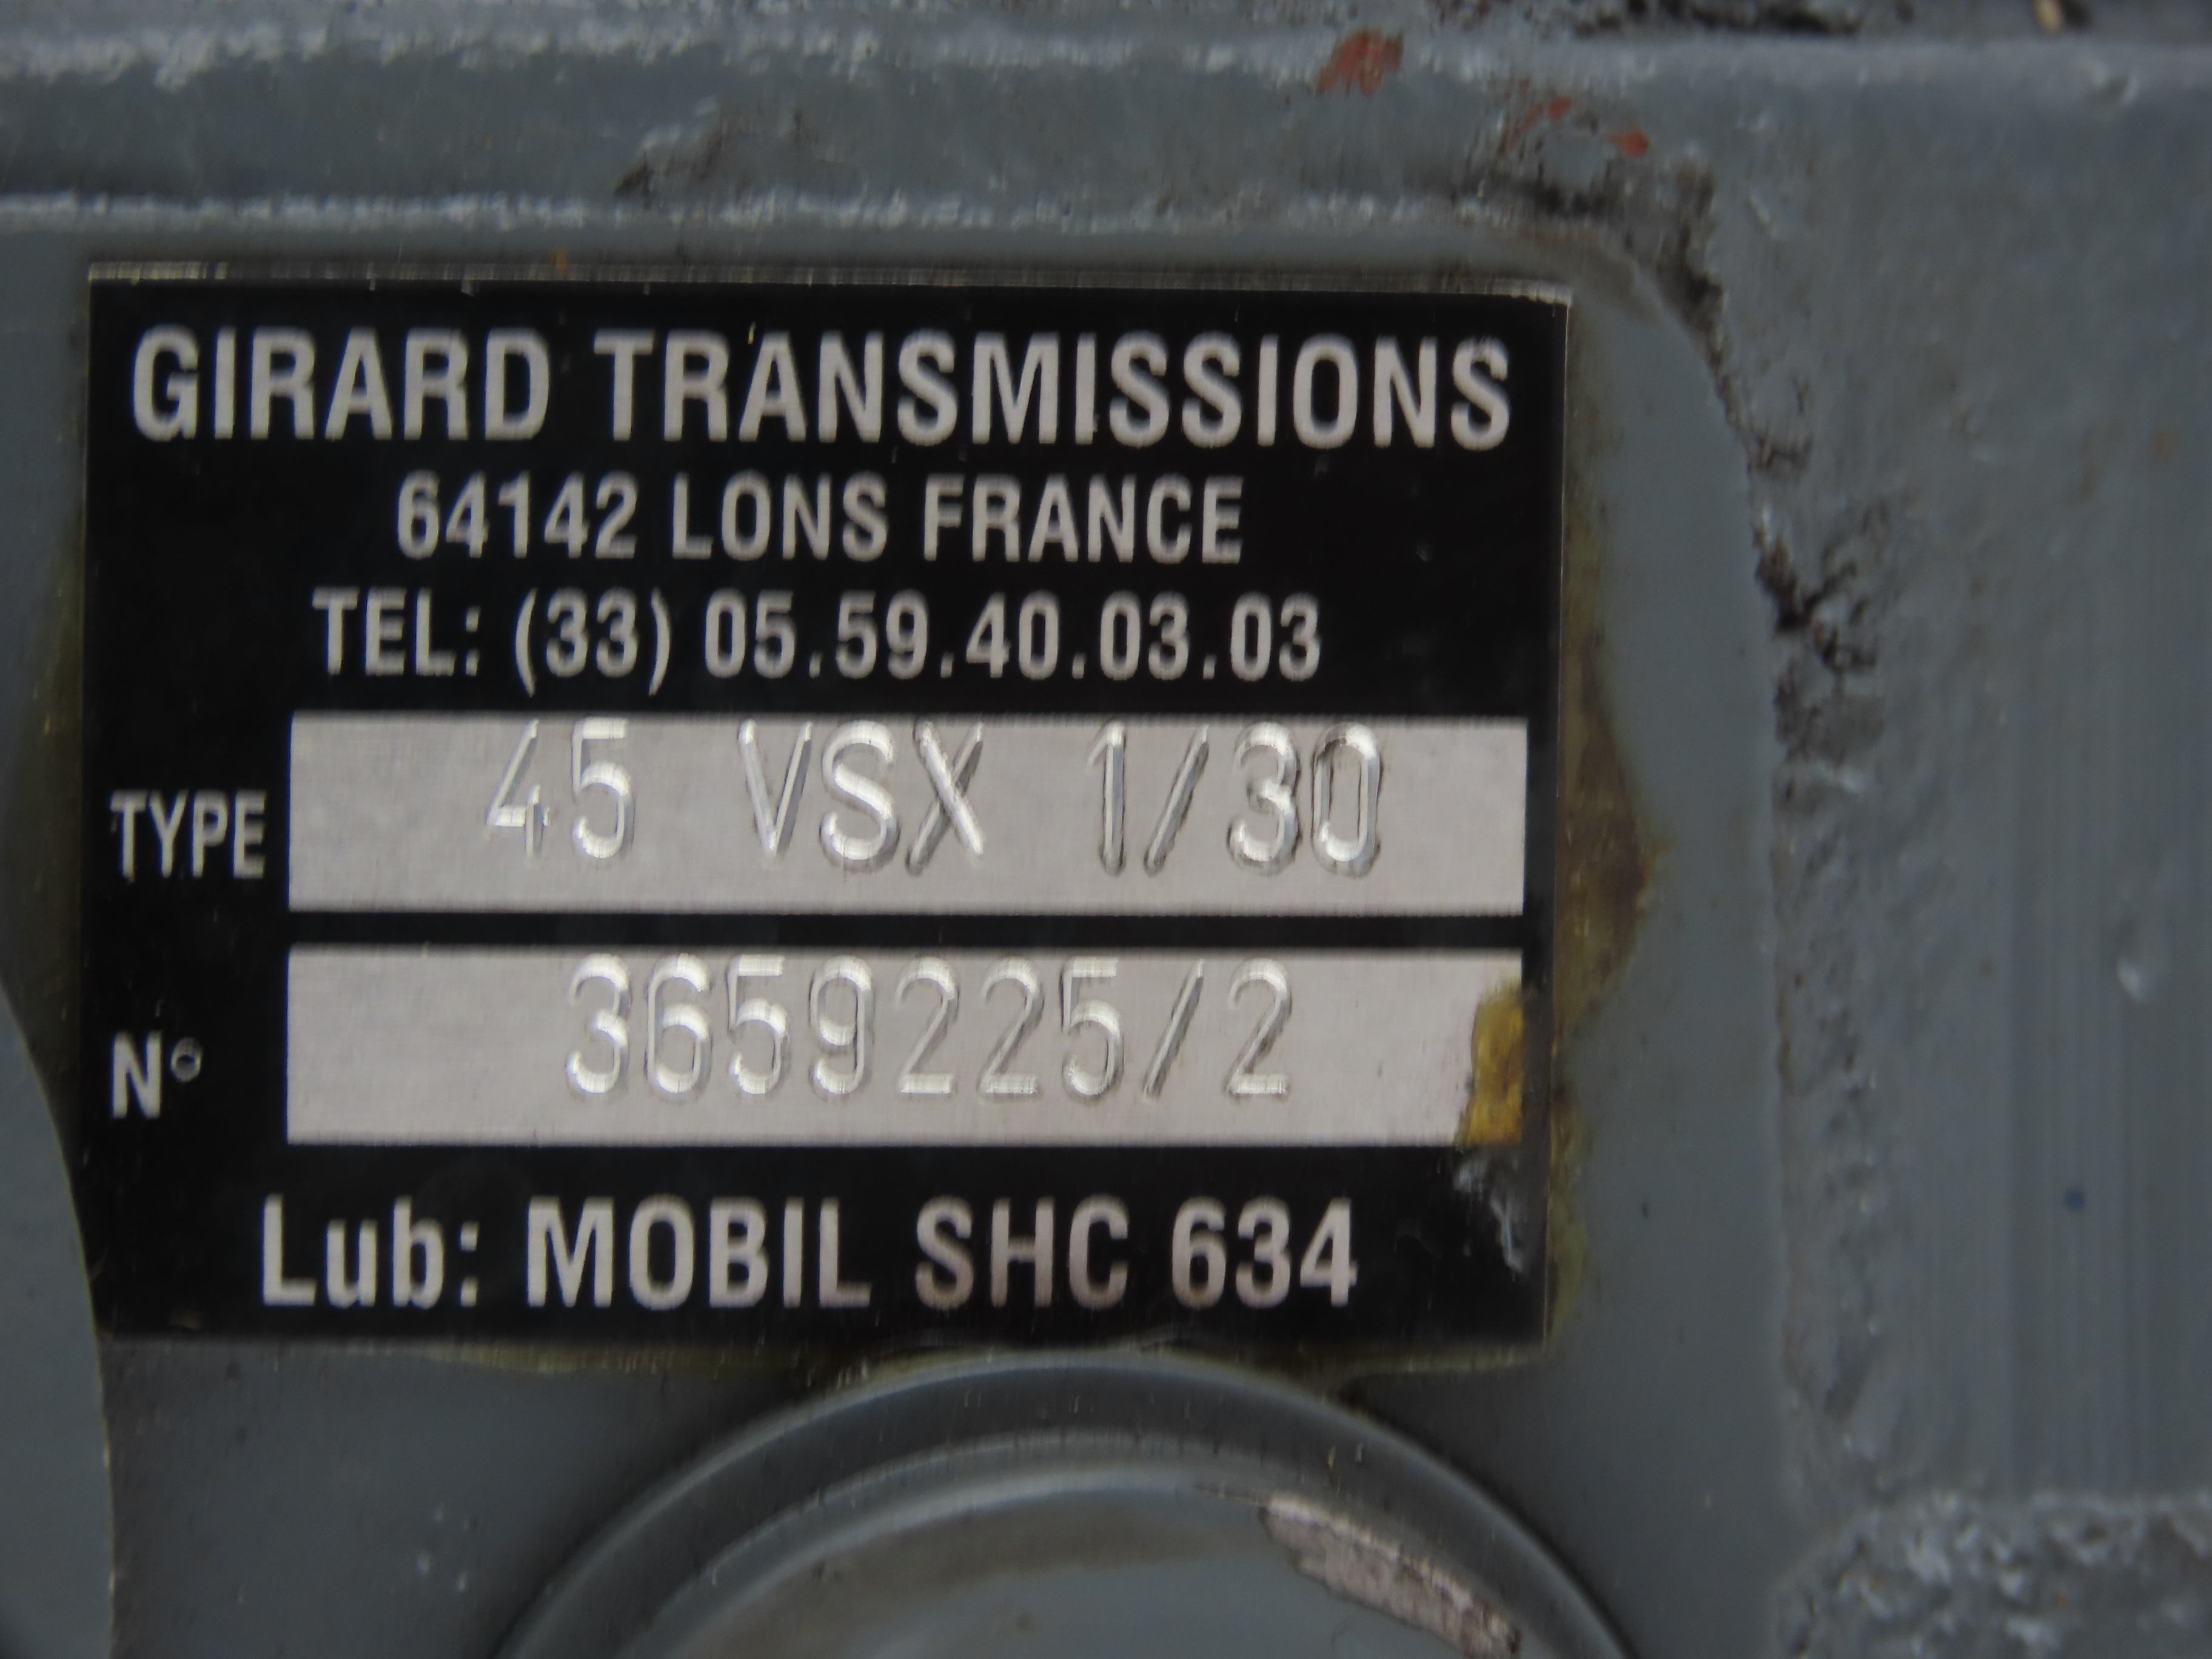 GIRARD TRANSMISSIONS
64142 LONS FRANCE
TEL: (33) 05.59.40.03.03
TYPE 45 VSX 1/30
N° 3659225/2
Lub: MOBIL SHC 634